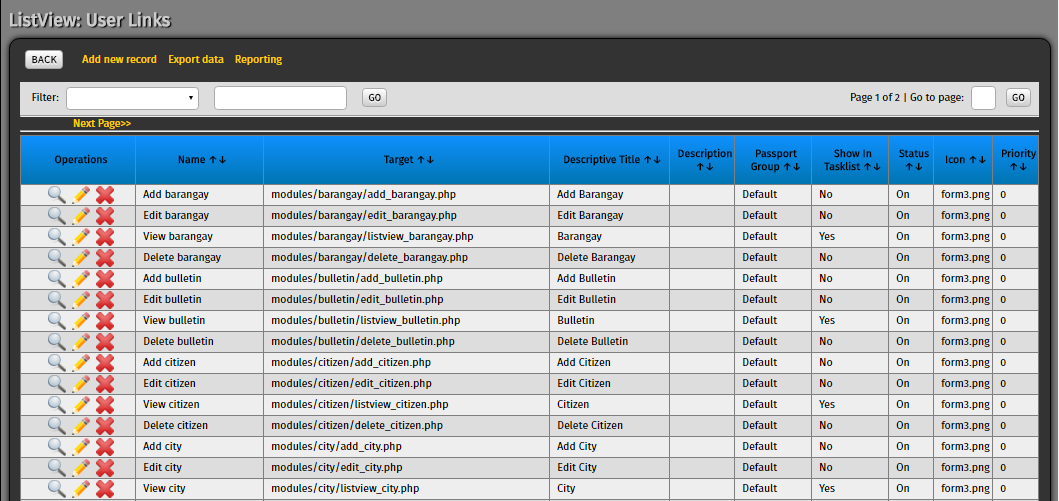 ListView: User Links
BACK Add new record Export data Reporting
Filter: GO Page 1 of 2 | Go to page: GO
Next Page>>
Operations Name ↑↓ Target ↑↓ Descriptive Title ↑↓ Description ↑↓ Passport Group ↑↓ Show In Tasklist ↑↓ Status ↑↓ Icon ↑↓ Priority ↑↓
Add barangay modules/barangay/add_barangay.php Add Barangay Default No On form3.png 0
Edit barangay modules/barangay/edit_barangay.php Edit Barangay Default No On form3.png 0
View barangay modules/barangay/listview_barangay.php Barangay Default Yes On form3.png 0
Delete barangay modules/barangay/delete_barangay.php Delete Barangay Default No On form3.png 0
Add bulletin modules/bulletin/add_bulletin.php Add Bulletin Default No On form3.png 0
Edit bulletin modules/bulletin/edit_bulletin.php Edit Bulletin Default No On form3.png 0
View bulletin modules/bulletin/listview_bulletin.php Bulletin Default Yes On form3.png 0
Delete bulletin modules/bulletin/delete_bulletin.php Delete Bulletin Default No On form3.png 0
Add citizen modules/citizen/add_citizen.php Add Citizen Default No On form3.png 0
Edit citizen modules/citizen/edit_citizen.php Edit Citizen Default No On form3.png 0
View citizen modules/citizen/listview_citizen.php Citizen Default Yes On form3.png 0
Delete citizen modules/citizen/delete_citizen.php Delete Citizen Default No On form3.png 0
Add city modules/city/add_city.php Add City Default No On form3.png 0
Edit city modules/city/edit_city.php Edit City Default No On form3.png 0
View city modules/city/listview_city.php City Default Yes On form3.png 0